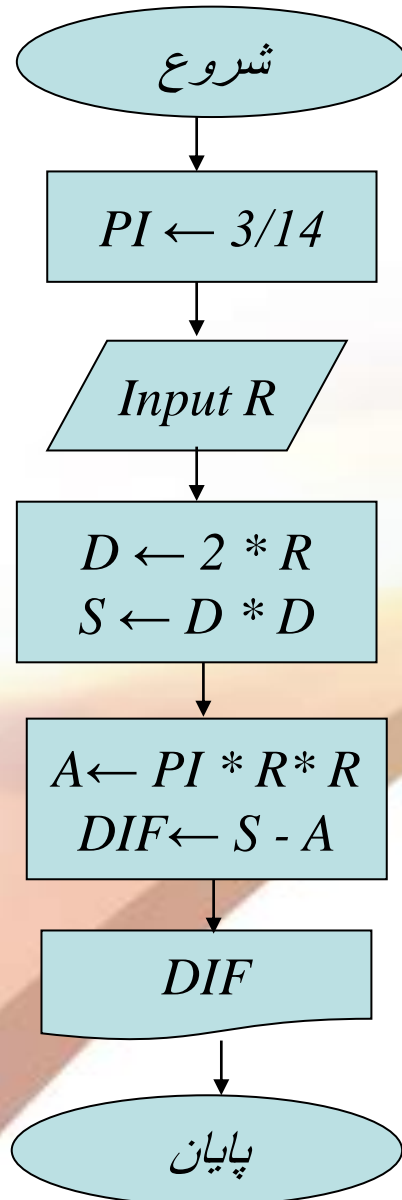 شروع
PI ← 3/14
Input R
D ← 2 * R
S ← D * D
A← PI * R* R
DIF← S - A
DIF
پایان